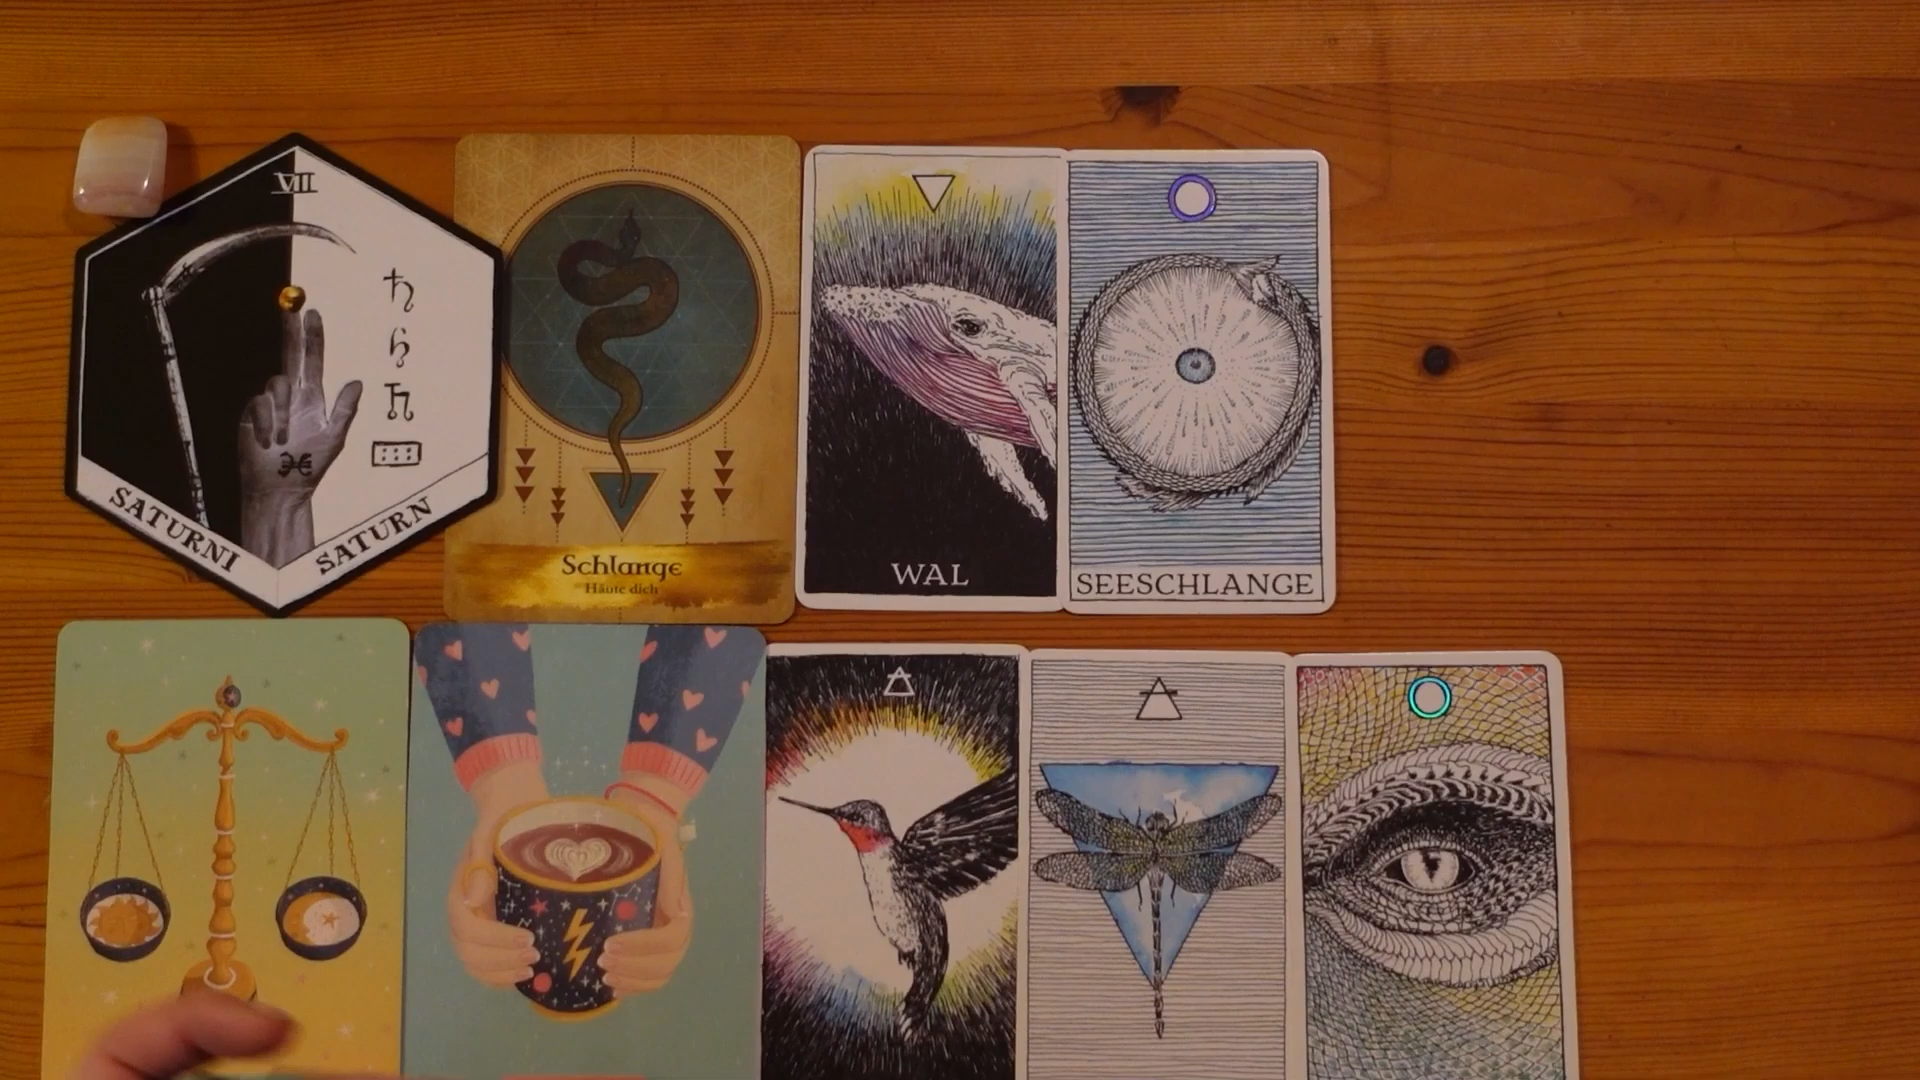 VII
SATURNI
SATURN
Schlange
Häute dich
WAL
SEESCHLANGE